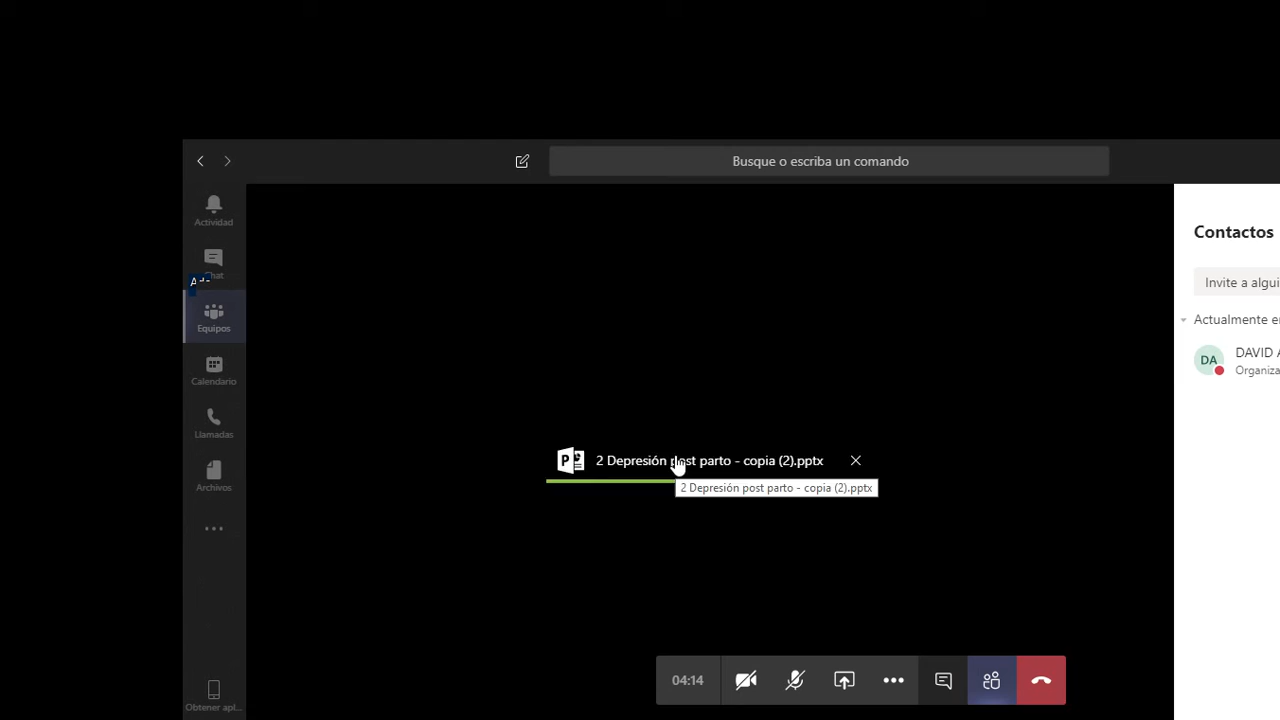 Busque o escriba un comando
Actividad
Chat
Equipos
Calendario
Llamadas
Archivos
Obtener apl...
Contactos
Invite a algui
Actualmente e
DA
DAVID A
Organiza
2 Depresión post parto - copia (2).pptx
2 Depresión post parto - copia (2).pptx
04:14